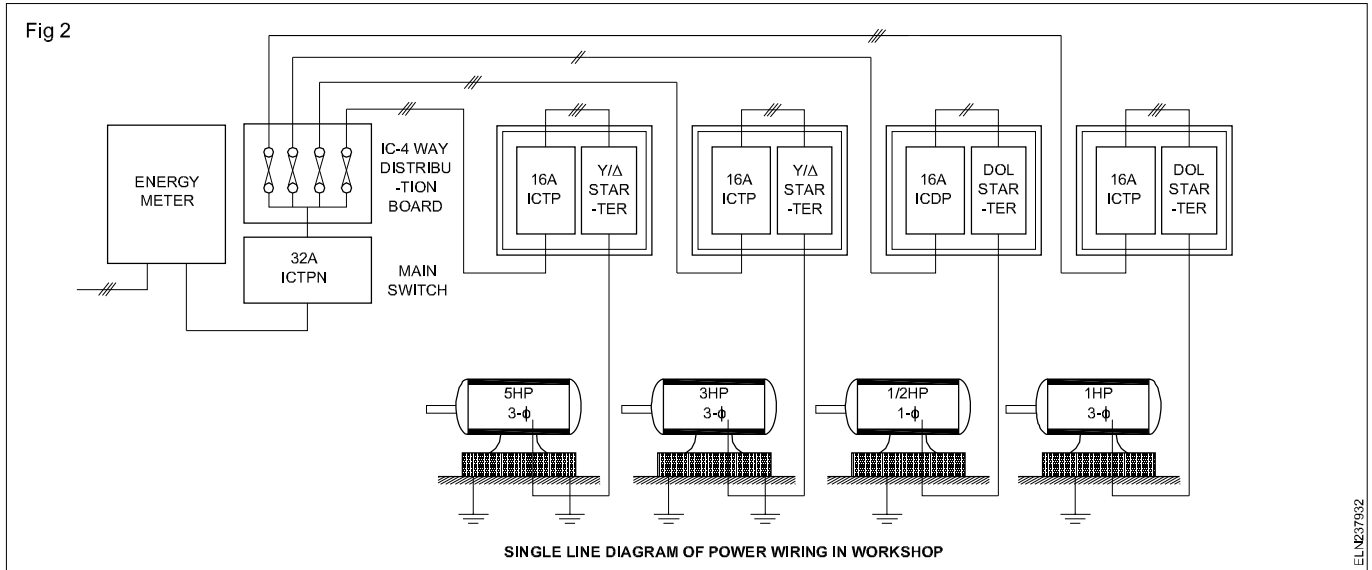 Fig 2
ENERGY
METER
IC-4 WAY
DISTRIBU
-TION
BOARD
32A
ICTPN
MAIN
SWITCH
16A
ICTP
Y/Δ
STAR
-TER
16A
ICTP
Y/Δ
STAR
-TER
16A
ICDP
DOL
STAR
-TER
16A
ICTP
DOL
STAR
-TER
5HP
3-ϕ
3HP
3-ϕ
1/2HP
1-ϕ
1HP
3-ϕ
SINGLE LINE DIAGRAM OF POWER WIRING IN WORKSHOP
ELN237932